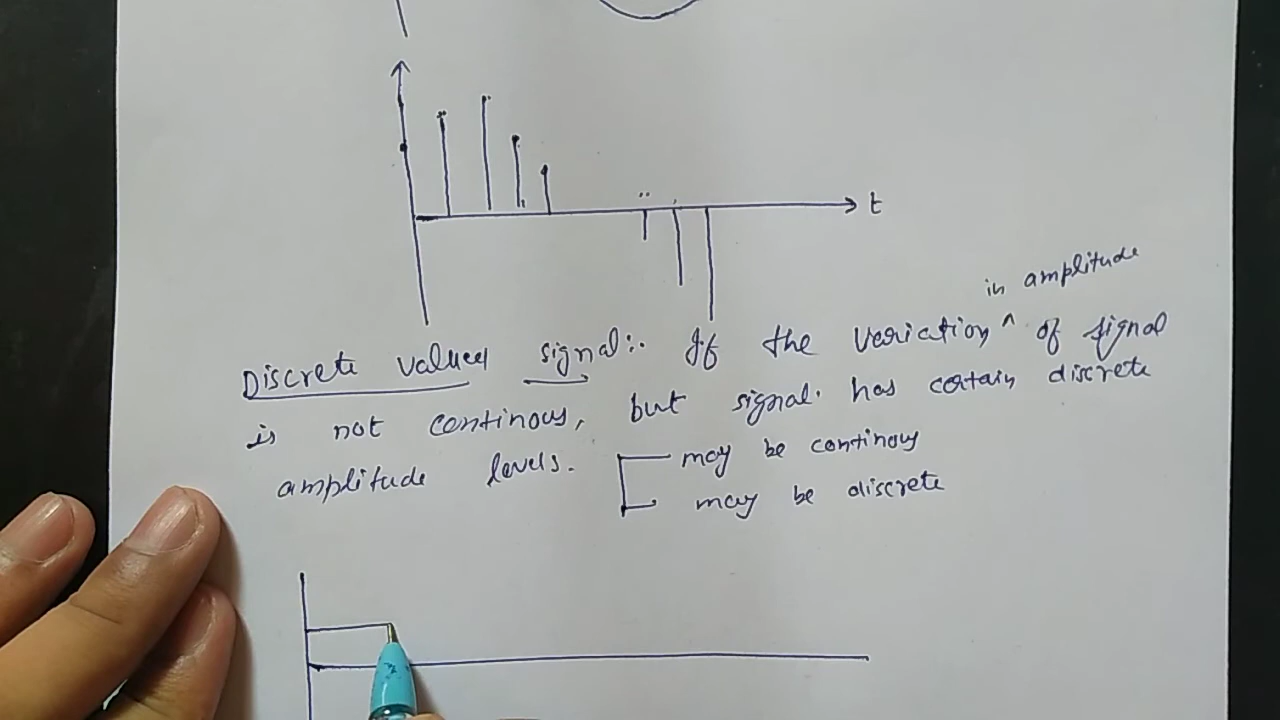 t
in amplitude
Discrete valued signal:. If the variation ^ of signal
is not continous, but signal. has certain discrete
amplitude levels. may be continous
may be discrete